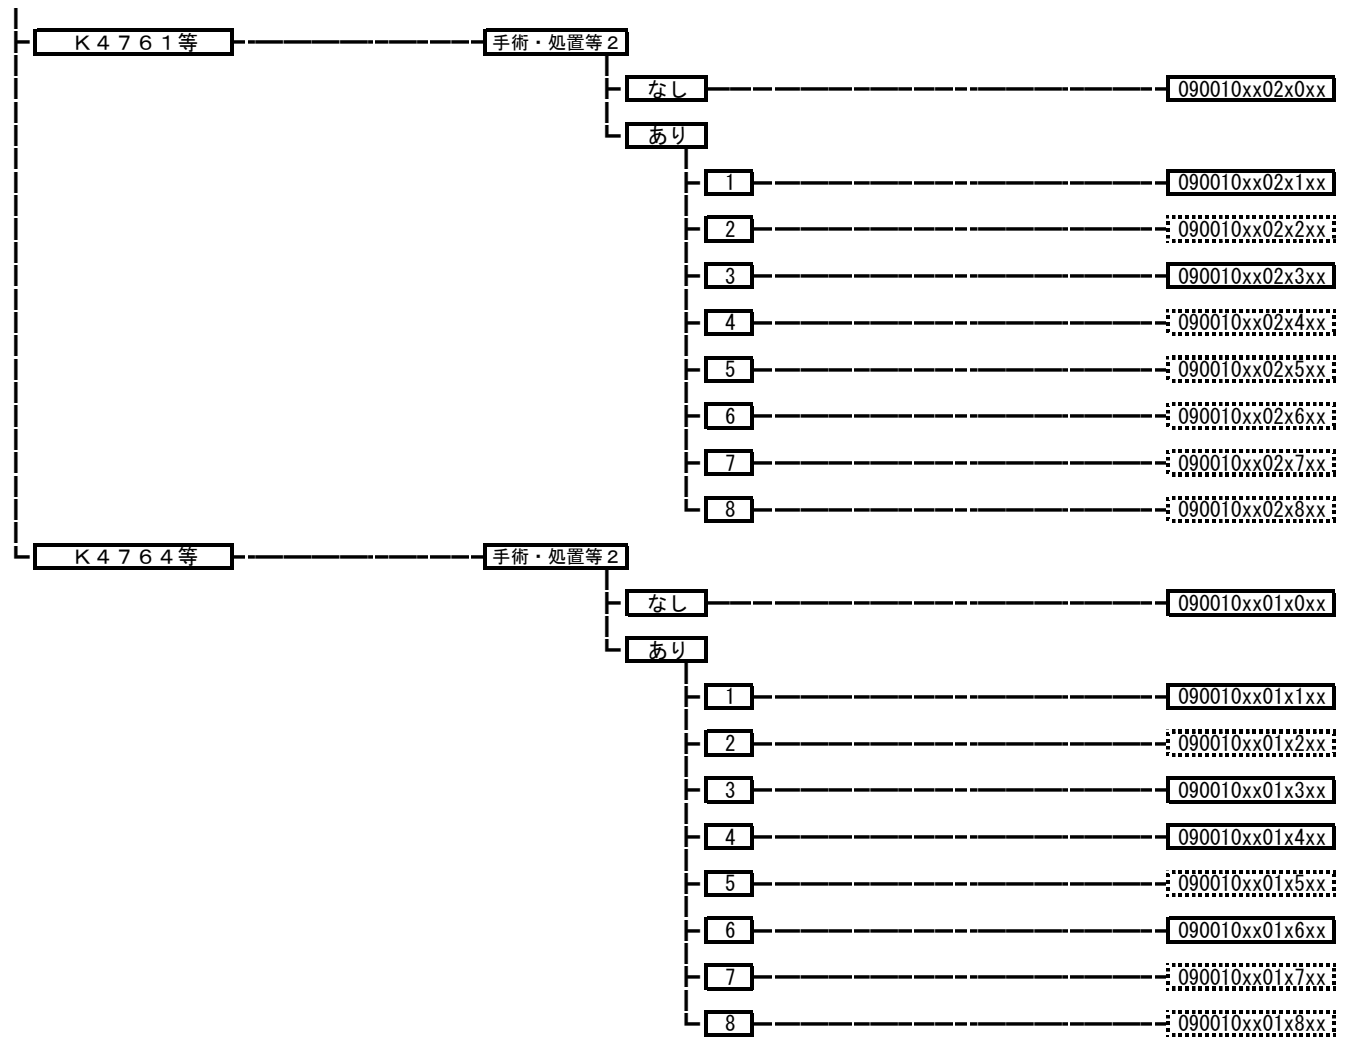 Ｋ４７６１等 手術・処置等２
なし 090010xx02x0xx
あり
1 090010xx02x1xx
2 090010xx02x2xx
3 090010xx02x3xx
4 090010xx02x4xx
5 090010xx02x5xx
6 090010xx02x6xx
7 090010xx02x7xx
8 090010xx02x8xx
Ｋ４７６４等 手術・処置等２
なし 090010xx01x0xx
あり
1 090010xx01x1xx
2 090010xx01x2xx
3 090010xx01x3xx
4 090010xx01x4xx
5 090010xx01x5xx
6 090010xx01x6xx
7 090010xx01x7xx
8 090010xx01x8xx